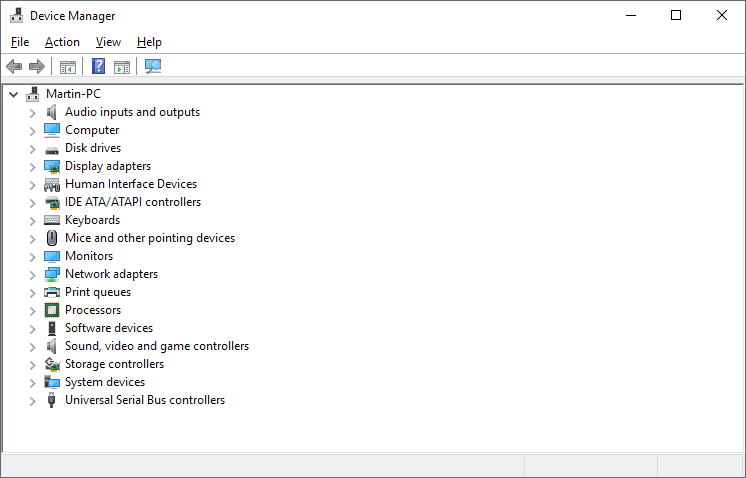 Device Manager
File Action View Help
Martin-PC
Audio inputs and outputs
Computer
Disk drives
Display adapters
Human Interface Devices
IDE ATA/ATAPI controllers
Keyboards
Mice and other pointing devices
Monitors
Network adapters
Print queues
Processors
Software devices
Sound, video and game controllers
Storage controllers
System devices
Universal Serial Bus controllers